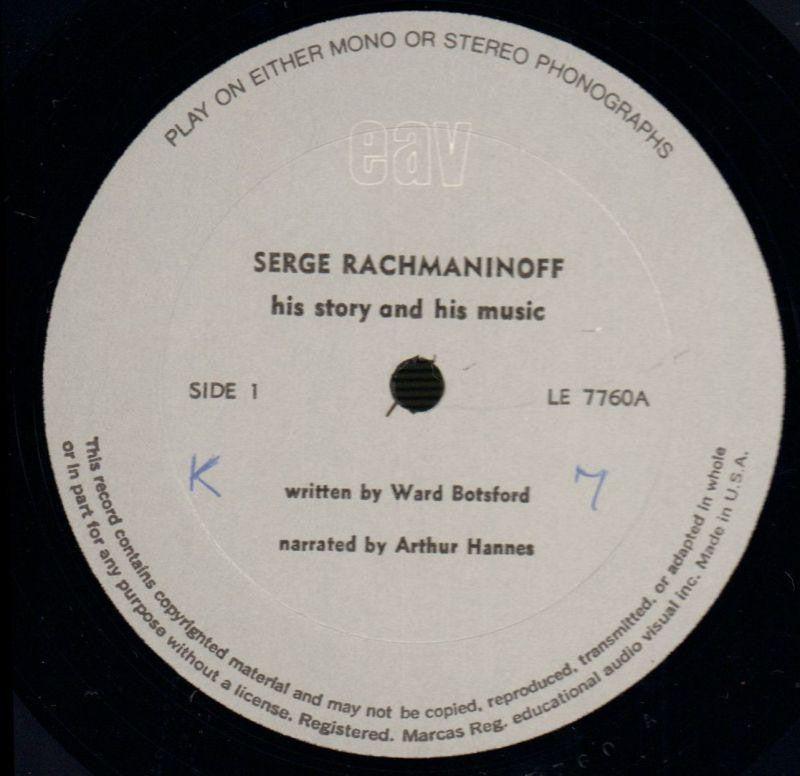 PLAY ON EITHER MONO OR STEREO PHONOGRAPHS
eav
SERGE RACHMANINOFF
his story and his music
SIDE 1
LE 7760A
K
7
written by Ward Botsford
narrated by Arthur Hannes
This record contains copyrighted material and may not be copied, reproduced, transmitted, or adapted in whole
or in part for any purpose without a license. Registered. Marcas Reg. educational audio visual inc. Made in U.S.A.